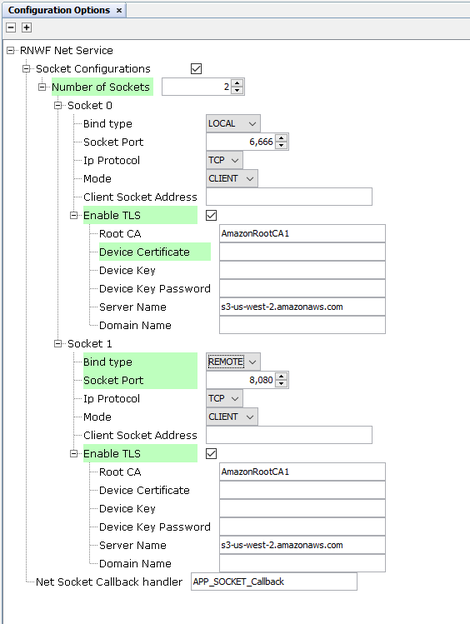 Configuration Options ×
RNWF Net Service
Socket Configurations
Number of Sockets 2
Socket 0
Bind type LOCAL
Socket Port 6,666
Ip Protocol TCP
Mode CLIENT
Client Socket Address
Enable TLS
Root CA AmazonRootCA1
Device Certificate
Device Key
Device Key Password
Server Name s3-us-west-2.amazonaws.com
Domain Name
Socket 1
Bind type REMOTE
Socket Port 8,080
Ip Protocol TCP
Mode CLIENT
Client Socket Address
Enable TLS
Root CA AmazonRootCA1
Device Certificate
Device Key
Device Key Password
Server Name s3-us-west-2.amazonaws.com
Domain Name
Net Socket Callback handler APP_SOCKET_Callback